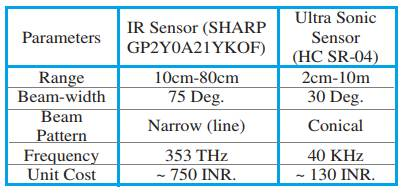 Parameters IR Sensor (SHARP GP2Y0A21YKOF) Ultra Sonic Sensor (HC SR-04)
Range 10cm-80cm 2cm-10m
Beam-width 75 Deg. 30 Deg.
Beam Pattern Narrow (line) Conical
Frequency 353 THz 40 KHz
Unit Cost ~ 750 INR. ~ 130 INR.